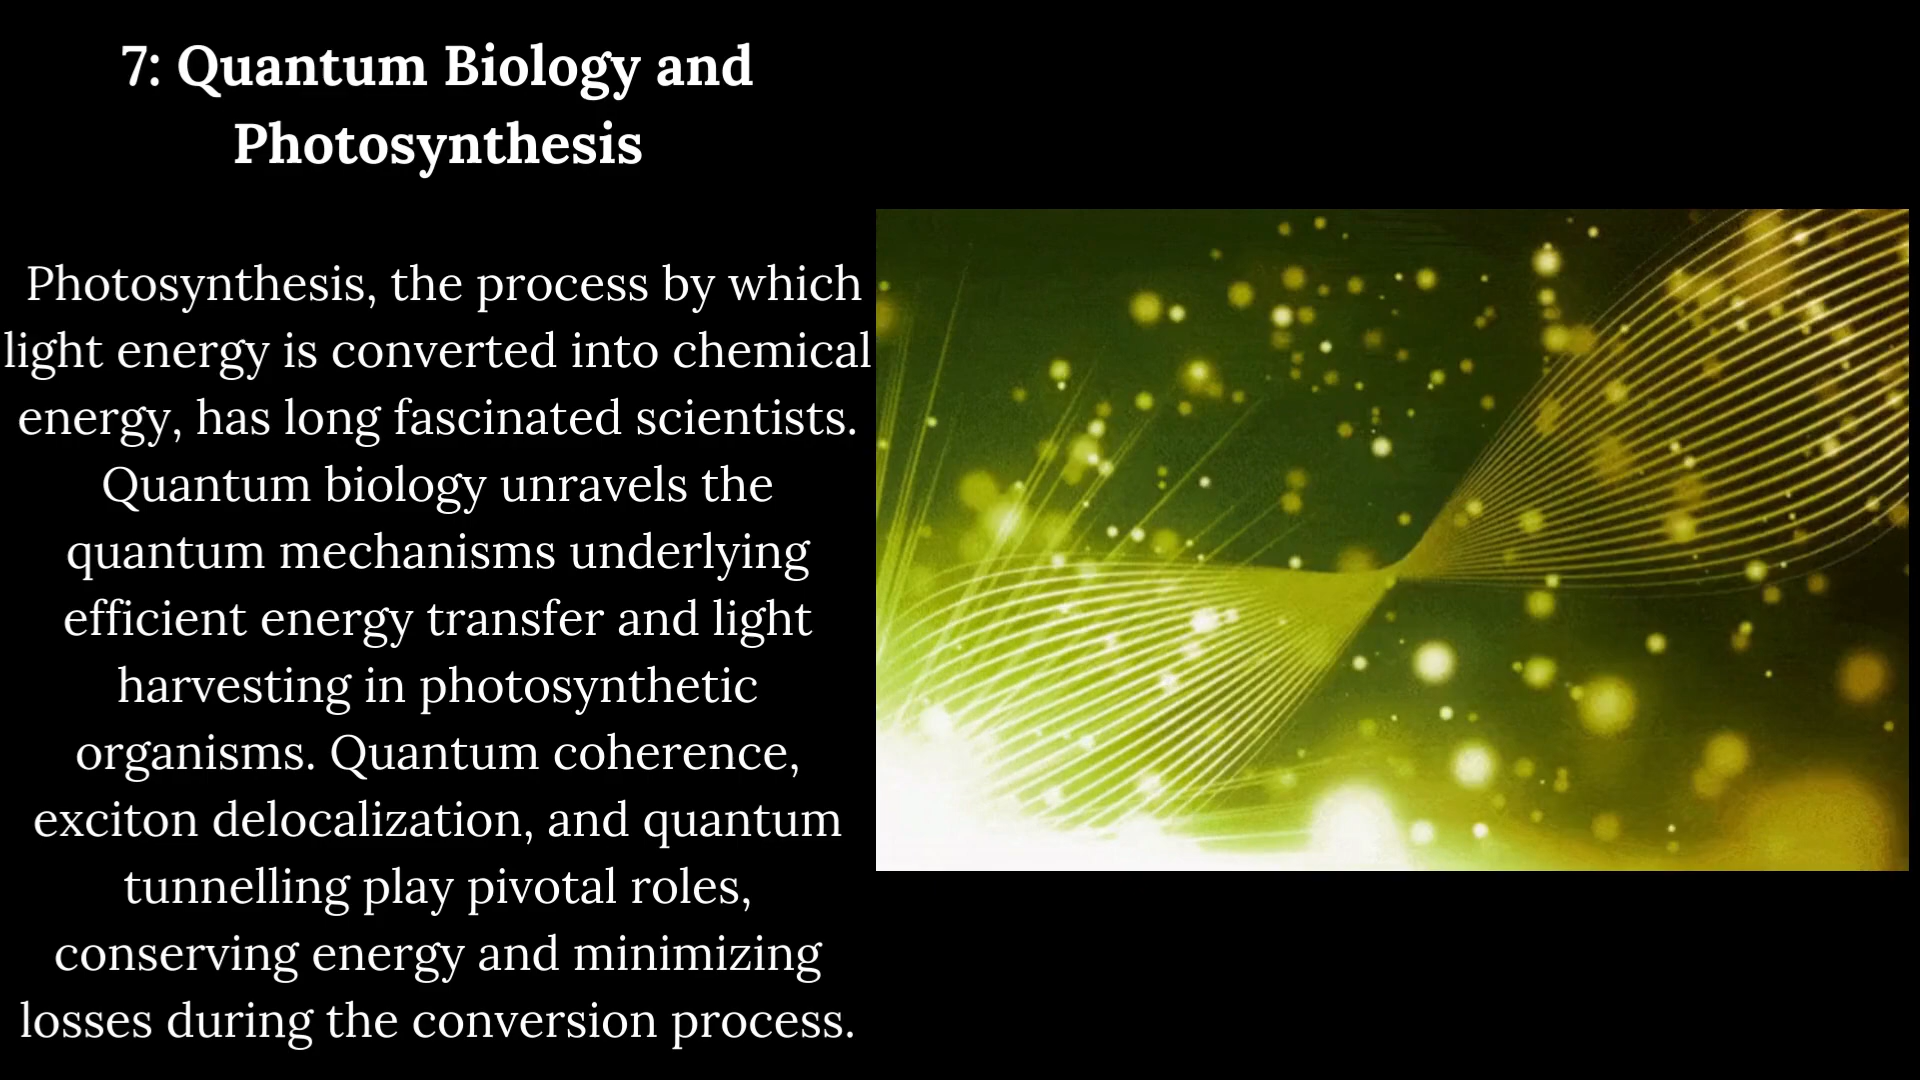 7: Quantum Biology and
Photosynthesis
Photosynthesis, the process by which
light energy is converted into chemical
energy, has long fascinated scientists.
Quantum biology unravels the
quantum mechanisms underlying
efficient energy transfer and light
harvesting in photosynthetic
organisms. Quantum coherence,
exciton delocalization, and quantum
tunnelling play pivotal roles,
conserving energy and minimizing
losses during the conversion process.